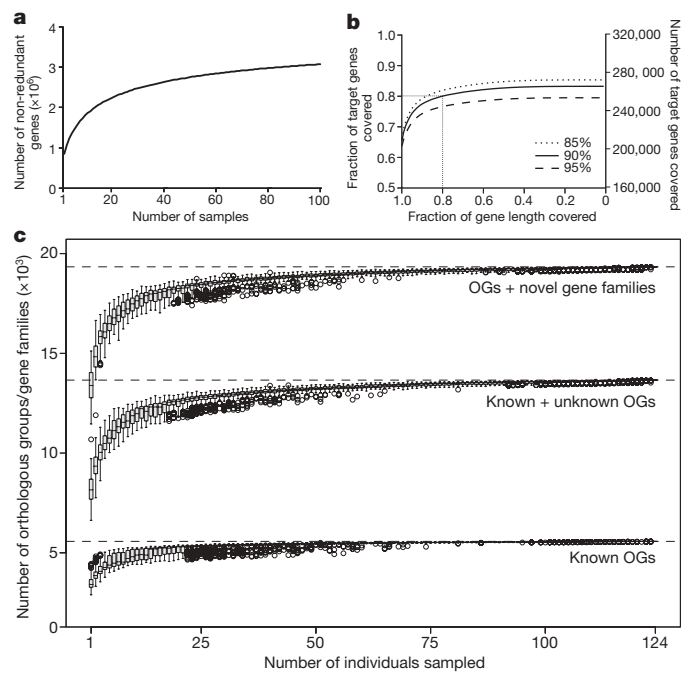 a
Number of non-redundant
genes (×10⁶)
4
3
2
1
0
1
20
40
60
80
100
Number of samples
b
Fraction of target genes
covered
1.0
0.9
0.8
0.7
0.6
0.5
1.0
0.8
0.6
0.4
0.2
0
Fraction of gene length covered
85%
90%
95%
320,000
280,000
240,000
200,000
160,000
Number of target genes covered
c
Number of orthologous groups/gene families (×10³)
20
15
10
5
0
OGs + novel gene families
Known + unknown OGs
Known OGs
1
25
50
75
100
124
Number of individuals sampled